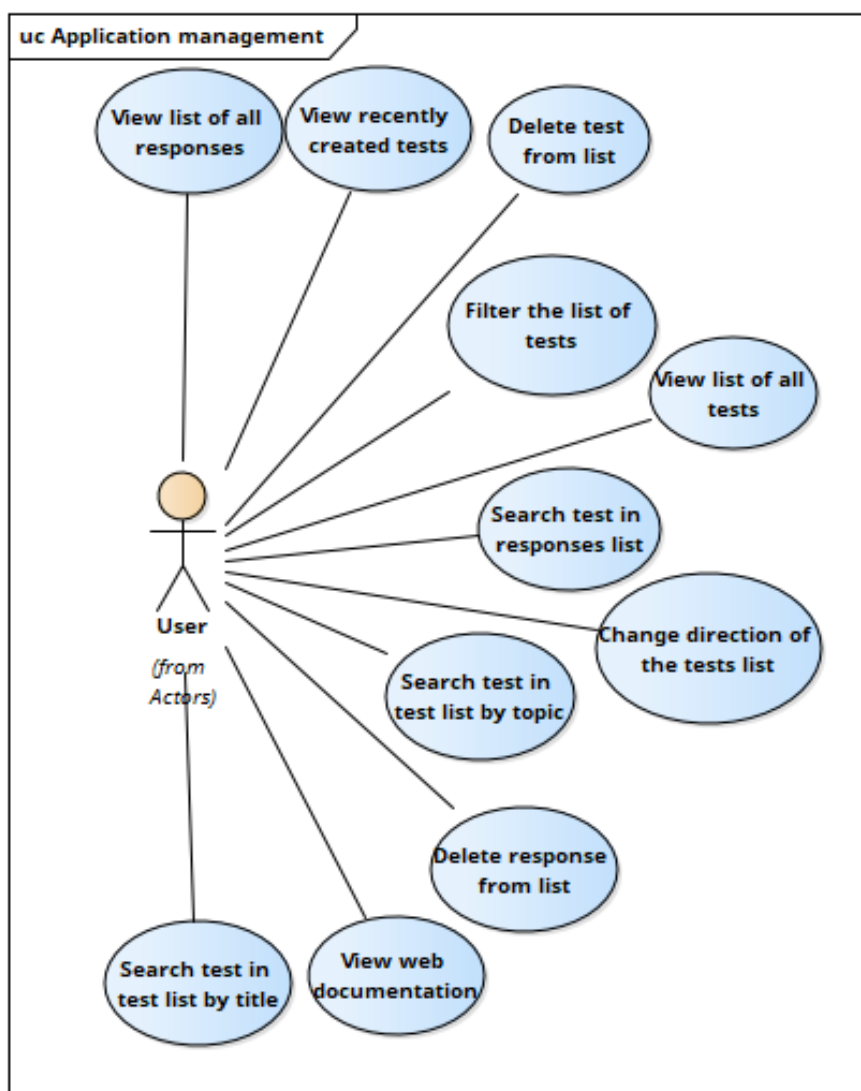 uc Application management
View list of all
responses
View recently
created tests
Delete test
from list
Filter the list of
tests
View list of all
tests
Search test in
responses list
Change direction of
the tests list
User
(from
Actors)
Search test in
test list by topic
Delete response
from list
Search test in
test list by title
View web
documentation